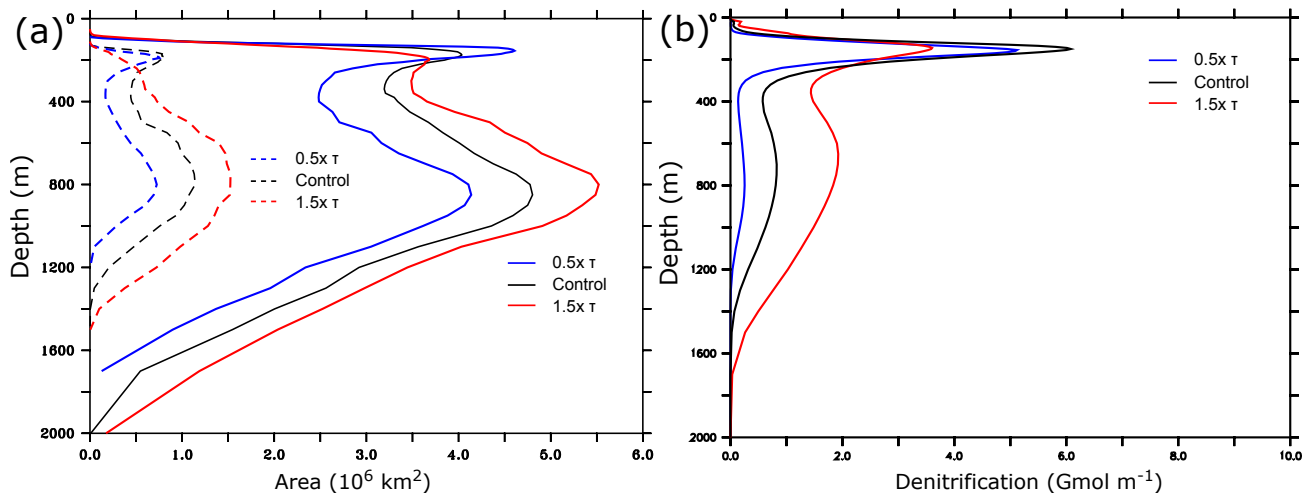 (a)
0
400
800
1200
1600
2000
Depth (m)
0.5x τ
Control
1.5x τ
0.5x τ
Control
1.5x τ
0.0 1.0 2.0 3.0 4.0 5.0 6.0
Area (10⁶ km²)
(b)
0
400
800
1200
1600
2000
Depth (m)
0.5x τ
Control
1.5x τ
0.0 2.0 4.0 6.0 8.0 10.0
Denitrification (Gmol m⁻¹)